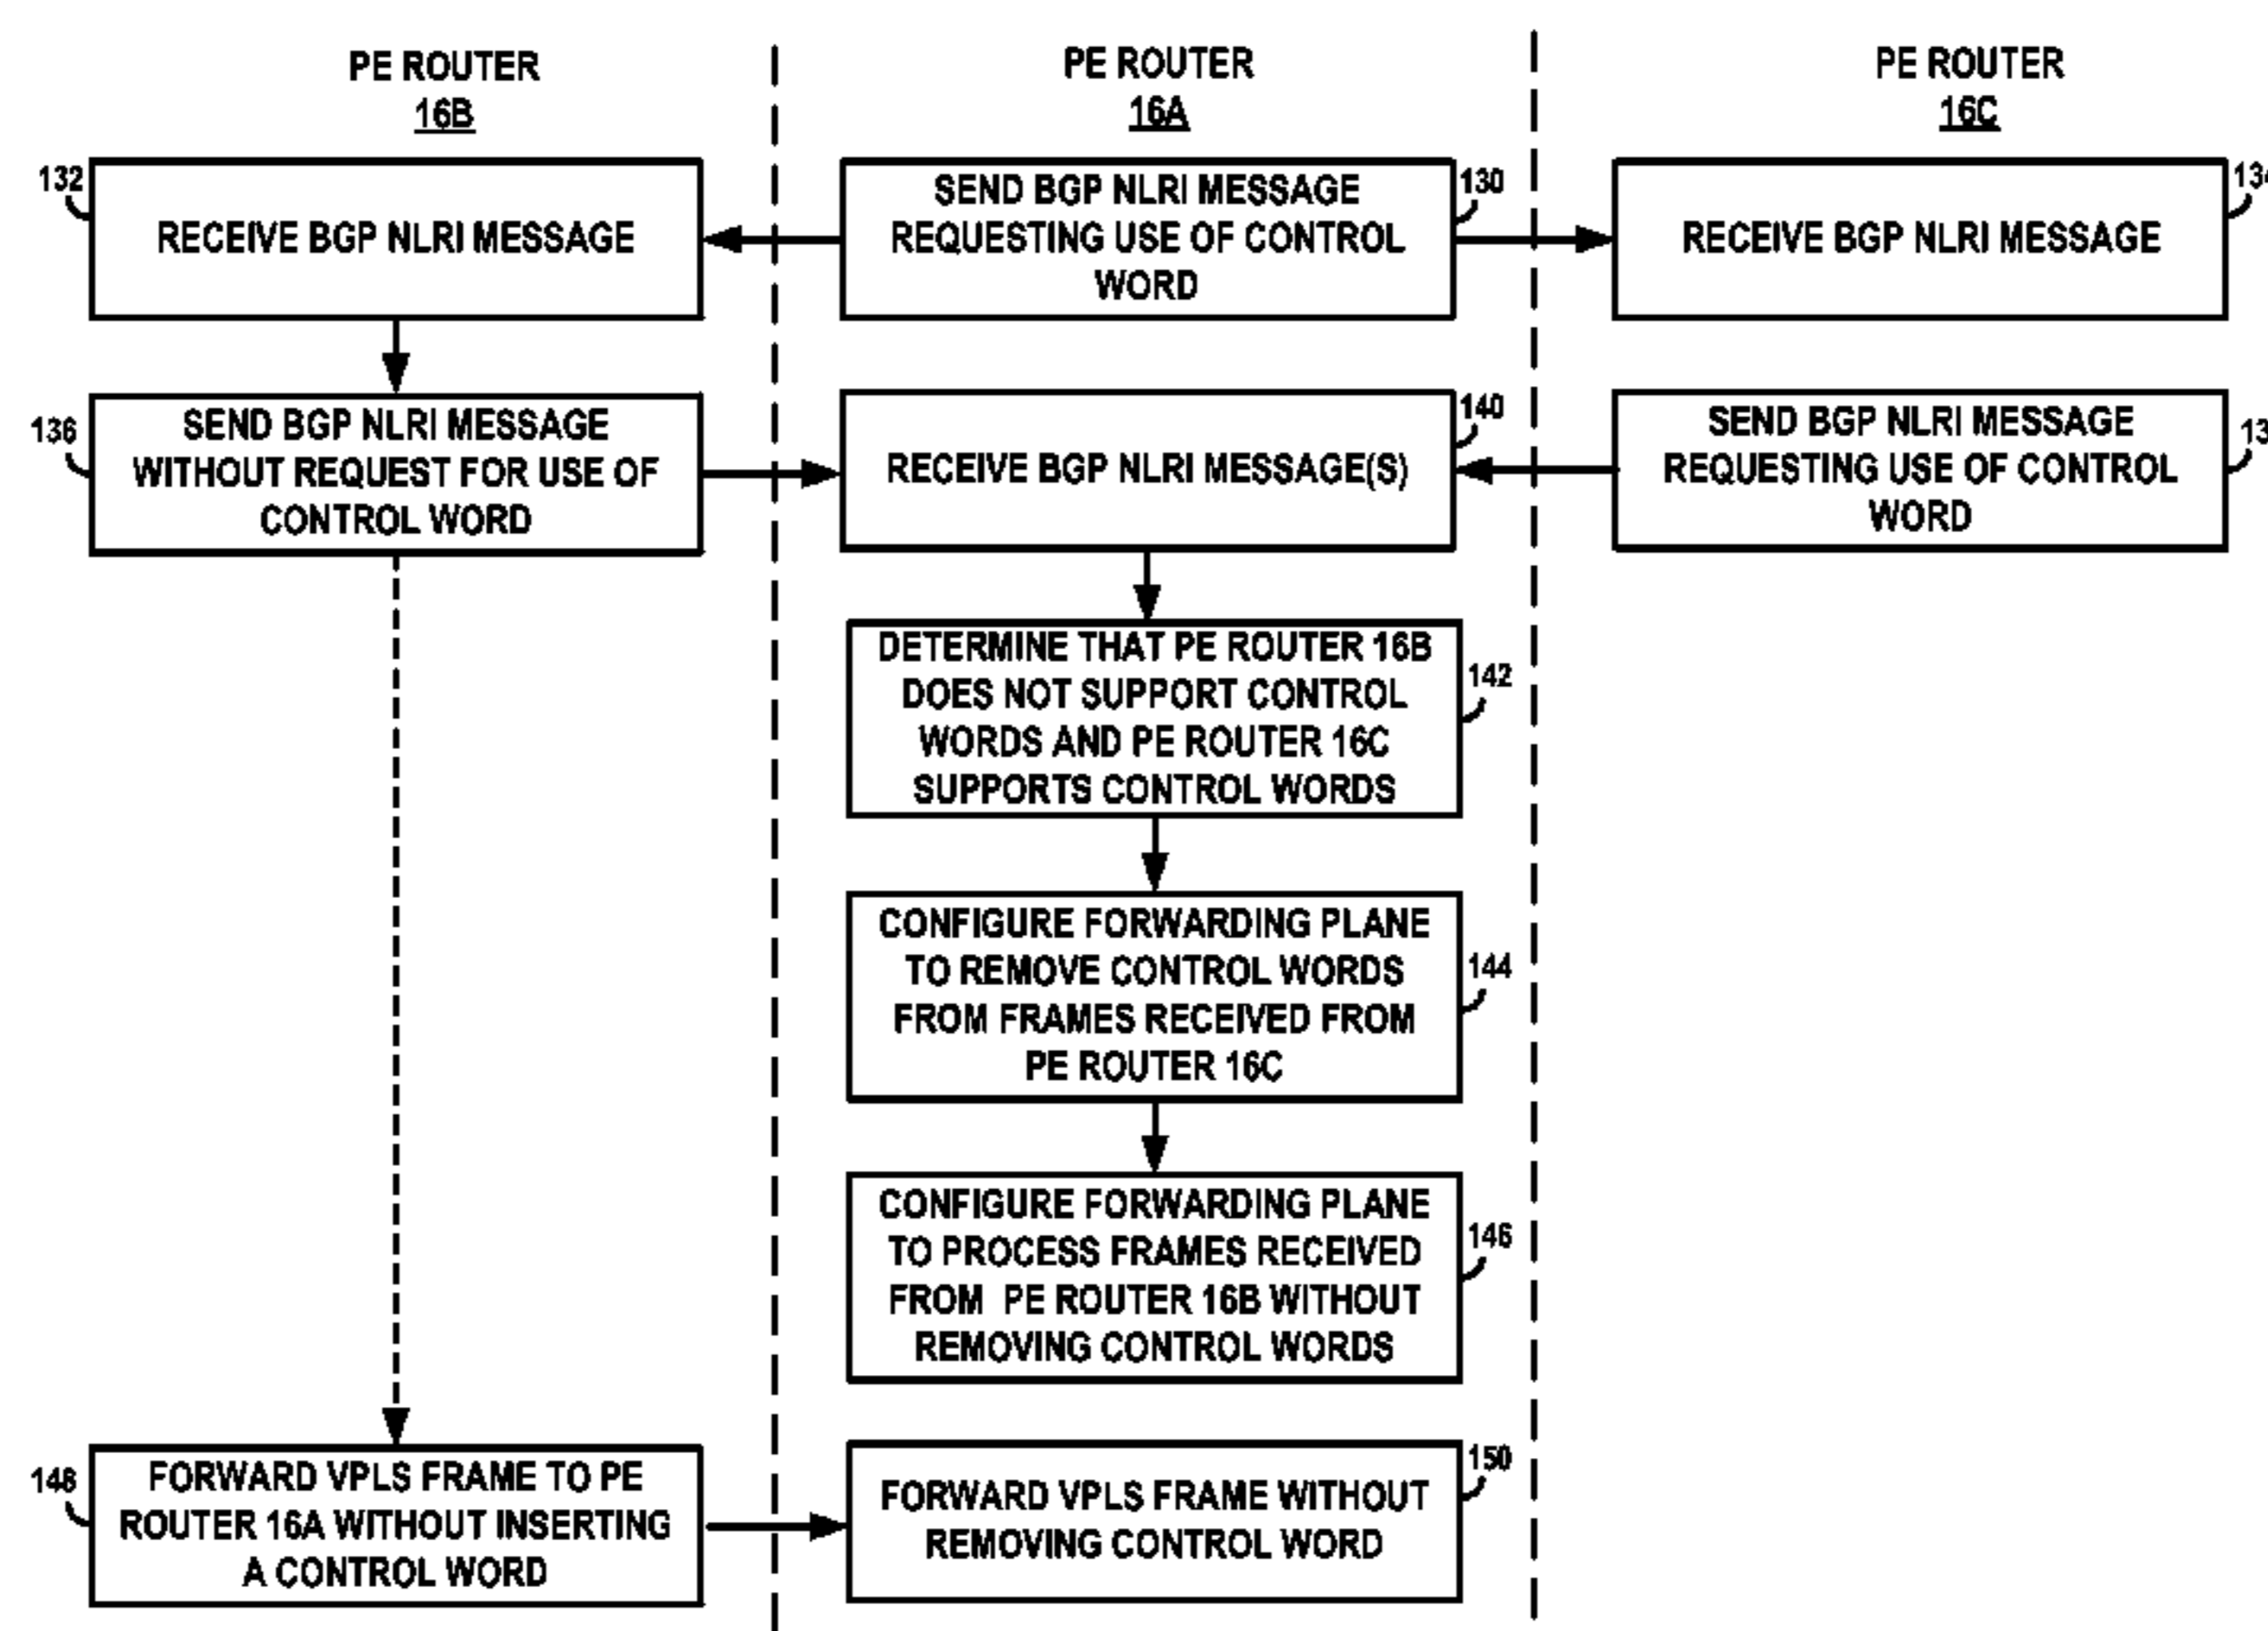 PE ROUTER
16B
PE ROUTER
16A
PE ROUTER
16C
132
RECEIVE BGP NLRI MESSAGE
SEND BGP NLRI MESSAGE
REQUESTING USE OF CONTROL
WORD
130
RECEIVE BGP NLRI MESSAGE
136
SEND BGP NLRI MESSAGE
WITHOUT REQUEST FOR USE OF
CONTROL WORD
RECEIVE BGP NLRI MESSAGE(S)
140
SEND BGP NLRI MESSAGE
REQUESTING USE OF CONTROL
WORD
DETERMINE THAT PE ROUTER 16B
DOES NOT SUPPORT CONTROL
WORDS AND PE ROUTER 16C
SUPPORTS CONTROL WORDS
142
CONFIGURE FORWARDING PLANE
TO REMOVE CONTROL WORDS
FROM FRAMES RECEIVED FROM
PE ROUTER 16C
144
CONFIGURE FORWARDING PLANE
TO PROCESS FRAMES RECEIVED
FROM PE ROUTER 16B WITHOUT
REMOVING CONTROL WORDS
146
148
FORWARD VPLS FRAME TO PE
ROUTER 16A WITHOUT INSERTING
A CONTROL WORD
FORWARD VPLS FRAME WITHOUT
REMOVING CONTROL WORD
150